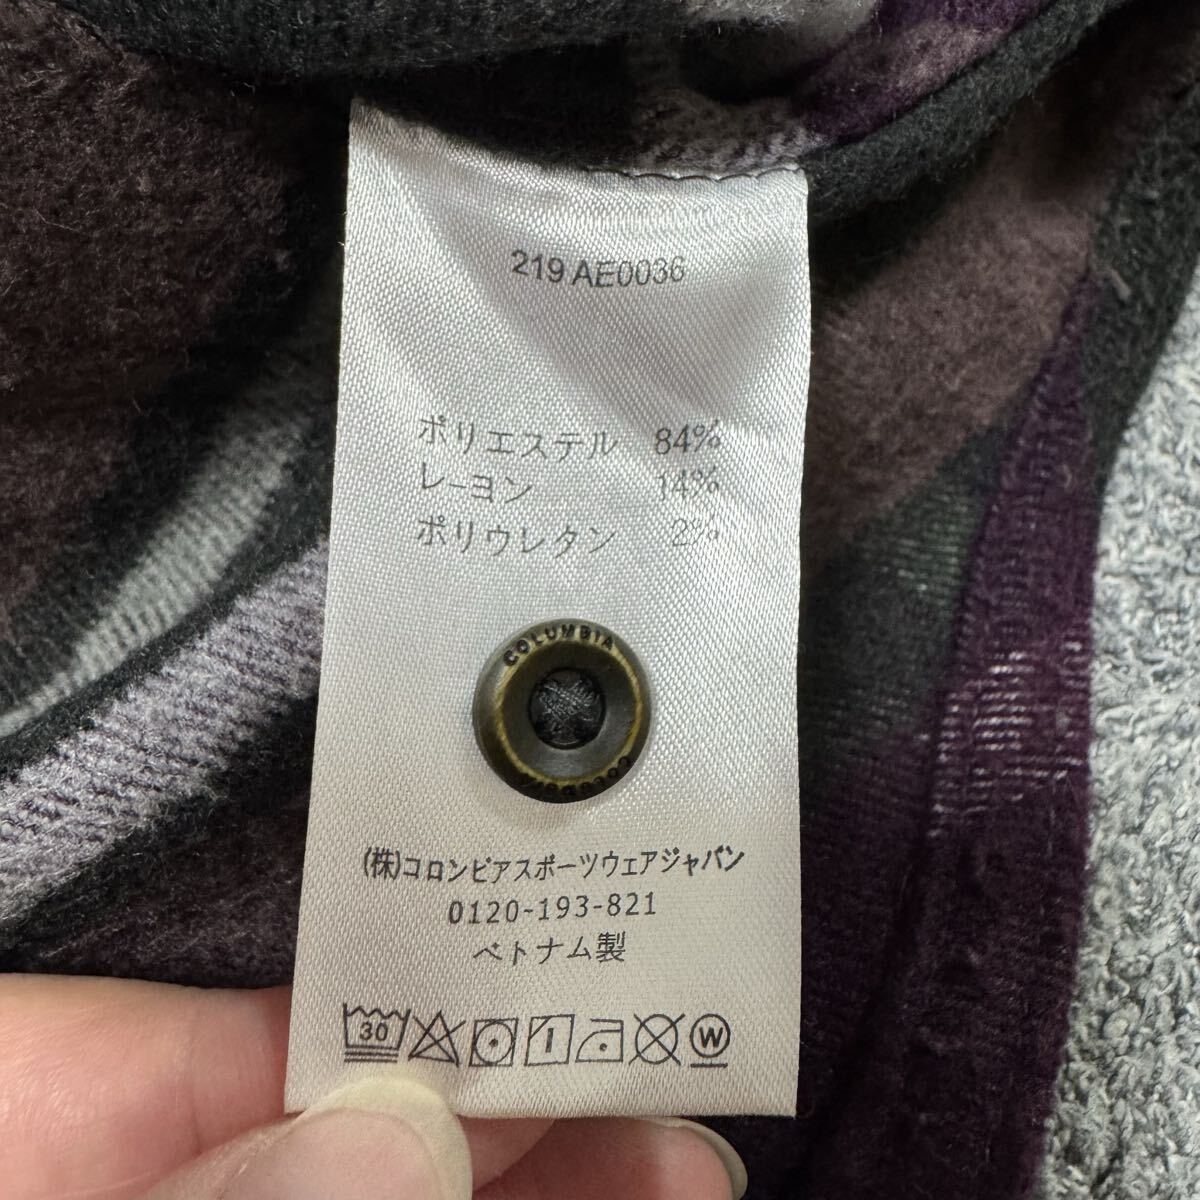 219 AE0036
ポリエステル 84%
レーヨン 14%
ポリウレタン 2%
COLUMBIA
COLUMBIA
(株)コロンビアスポーツウェアジャパン
0120-193-821
ベトナム製
30
W